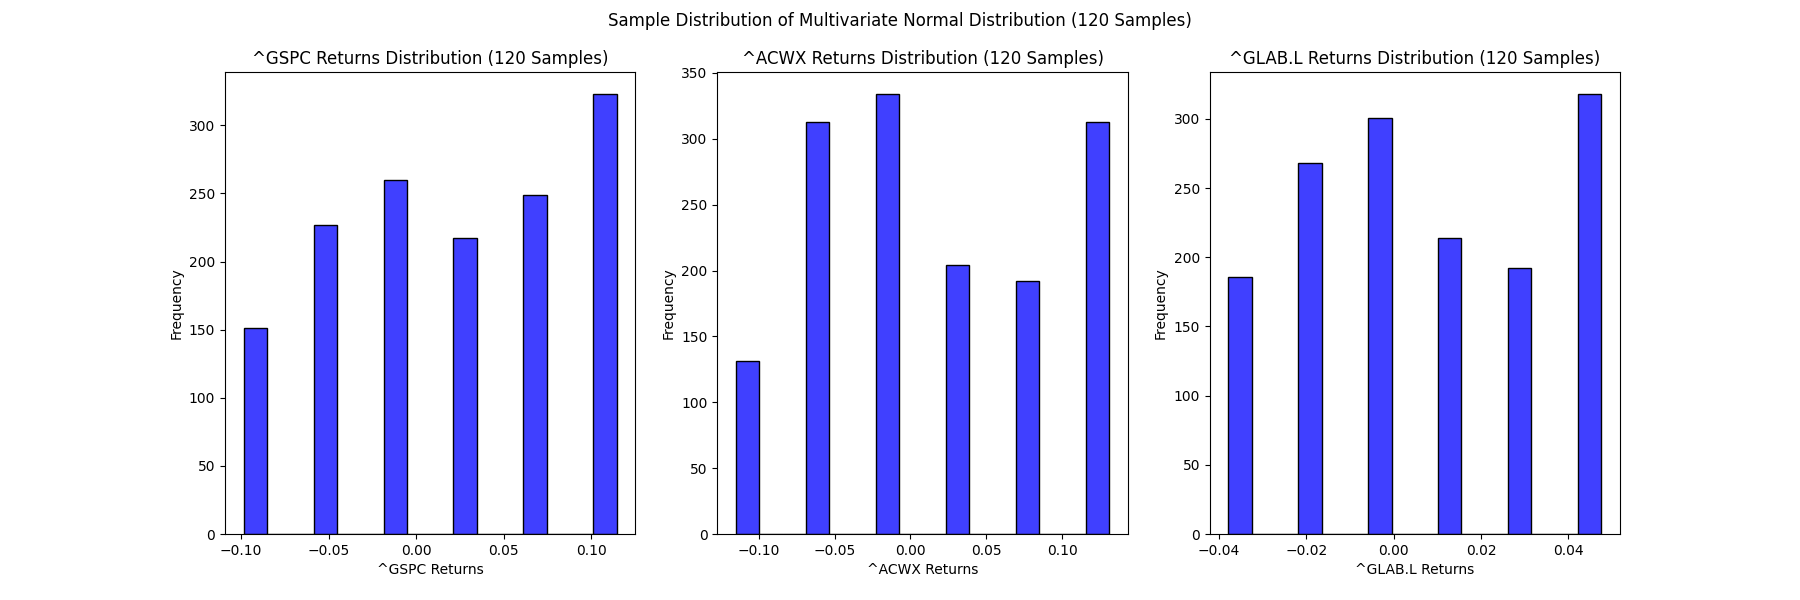 Sample Distribution of Multivariate Normal Distribution (120 Samples)
^GSPC Returns Distribution (120 Samples)
300
250
200
150
100
50
0
Frequency
−0.10 −0.05 0.00 0.05 0.10
^GSPC Returns
^ACWX Returns Distribution (120 Samples)
350
300
250
200
150
100
50
0
Frequency
−0.10 −0.05 0.00 0.05 0.10
^ACWX Returns
^GLAB.L Returns Distribution (120 Samples)
300
250
200
150
100
50
0
Frequency
−0.04 −0.02 0.00 0.02 0.04
^GLAB.L Returns